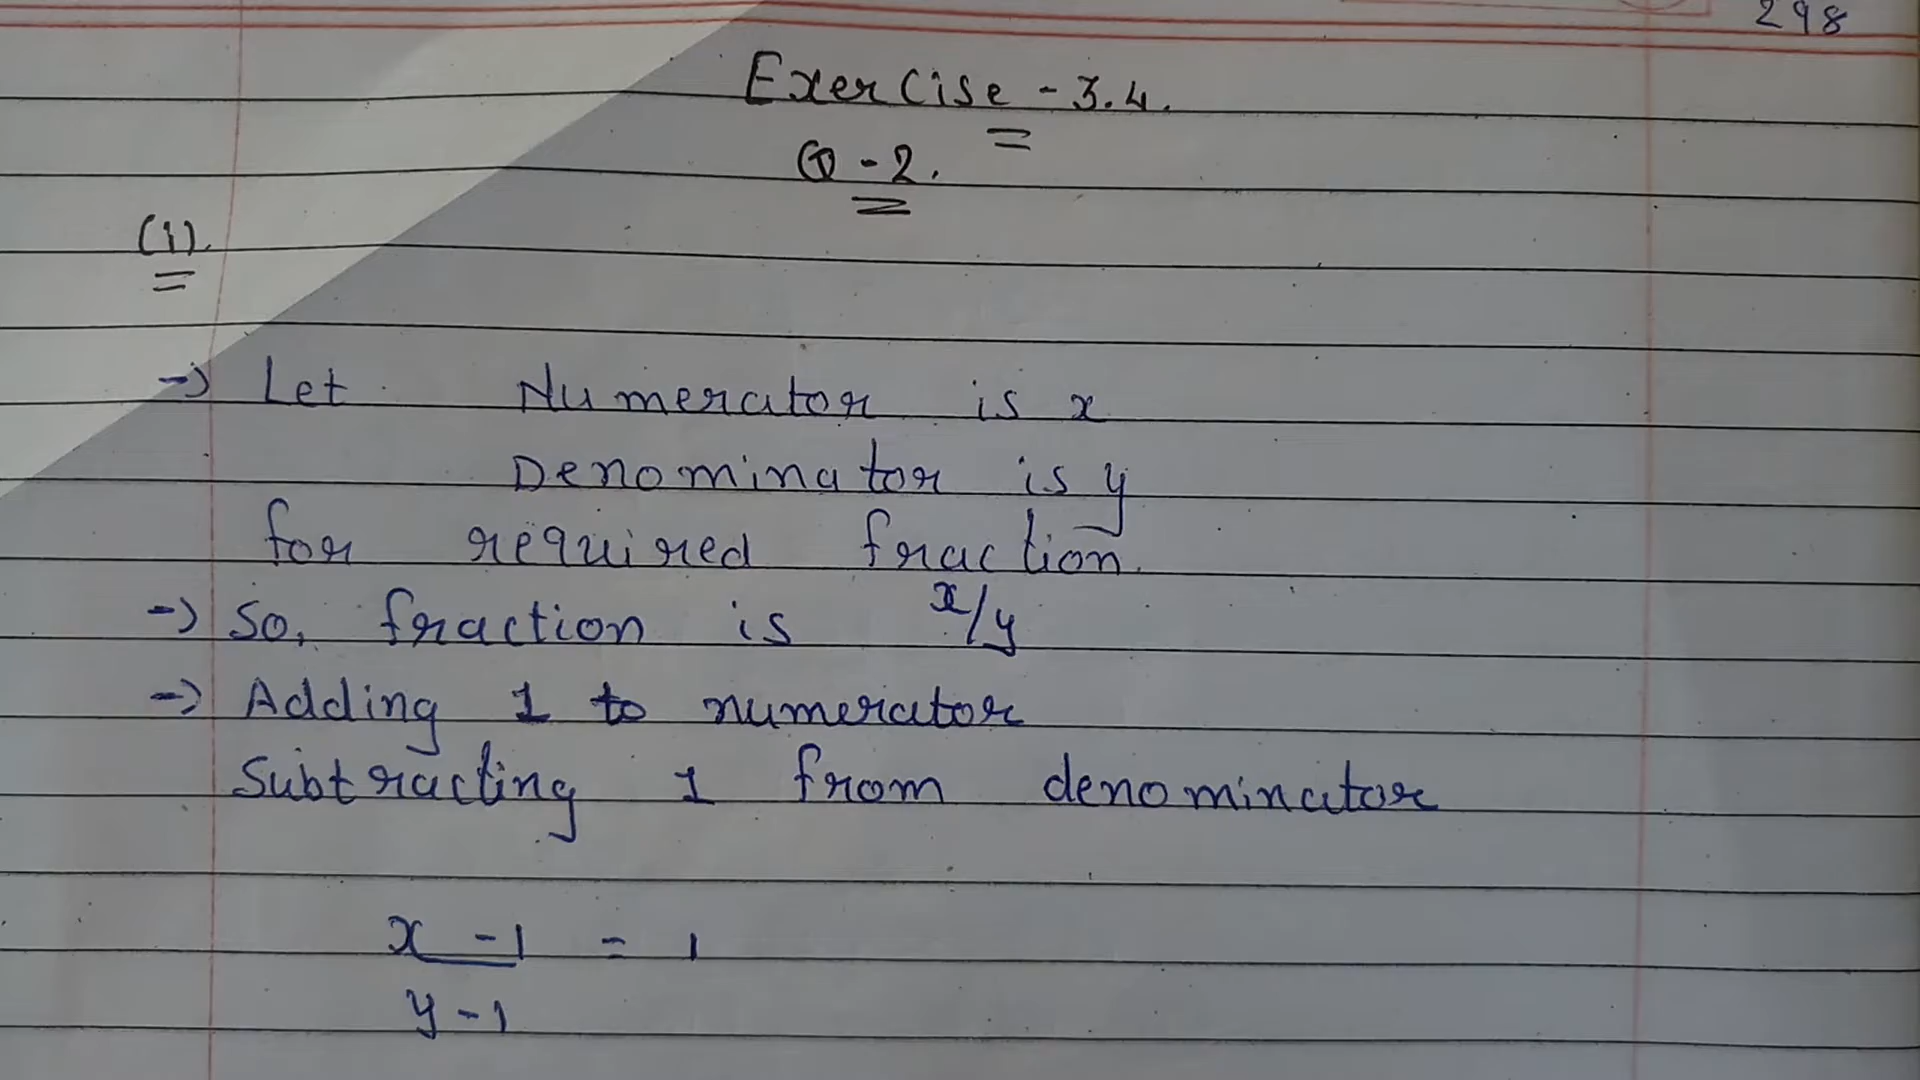 298
Exercise - 3.4.
Q - 2.
(i).
→ Let Numerator is x
Denominator is y
for required fraction.
→ So, fraction is x/y
→ Adding 1 to numerator
Subtracting 1 from denominator
x - 1 = 1
y - 1